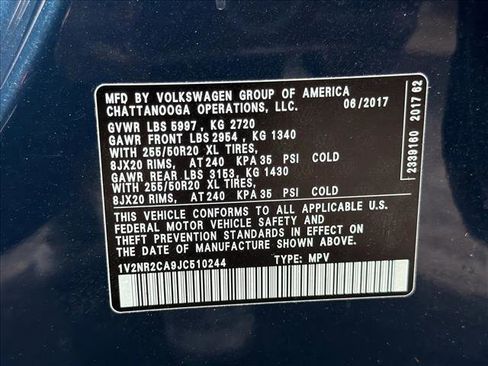 MFD BY VOLKSWAGEN GROUP OF AMERICA
CHATTANOOGA OPERATIONS, LLC. 06/2017
GVWR LBS 5997 , KG 2720
GAWR FRONT LBS 2954 , KG 1340
WITH 255/50R20 XL TIRES,
8JX20 RIMS, AT 240 KPA 35 PSI COLD
GAWR REAR LBS 3153, KG 1430
WITH 255/50R20 XL TIRES,
8JX20 RIMS, AT 240 KPA 35 PSI COLD
THIS VEHICLE CONFORMS TO ALL APPLICABLE U.S.
FEDERAL MOTOR VEHICLE SAFETY AND
THEFT PREVENTION STANDARDS IN EFFECT ON
THE DATE OF MANUFACTURE SHOWN ABOVE.
1V2NR2CA9JC510244 TYPE: MPV
2339160 2017 62